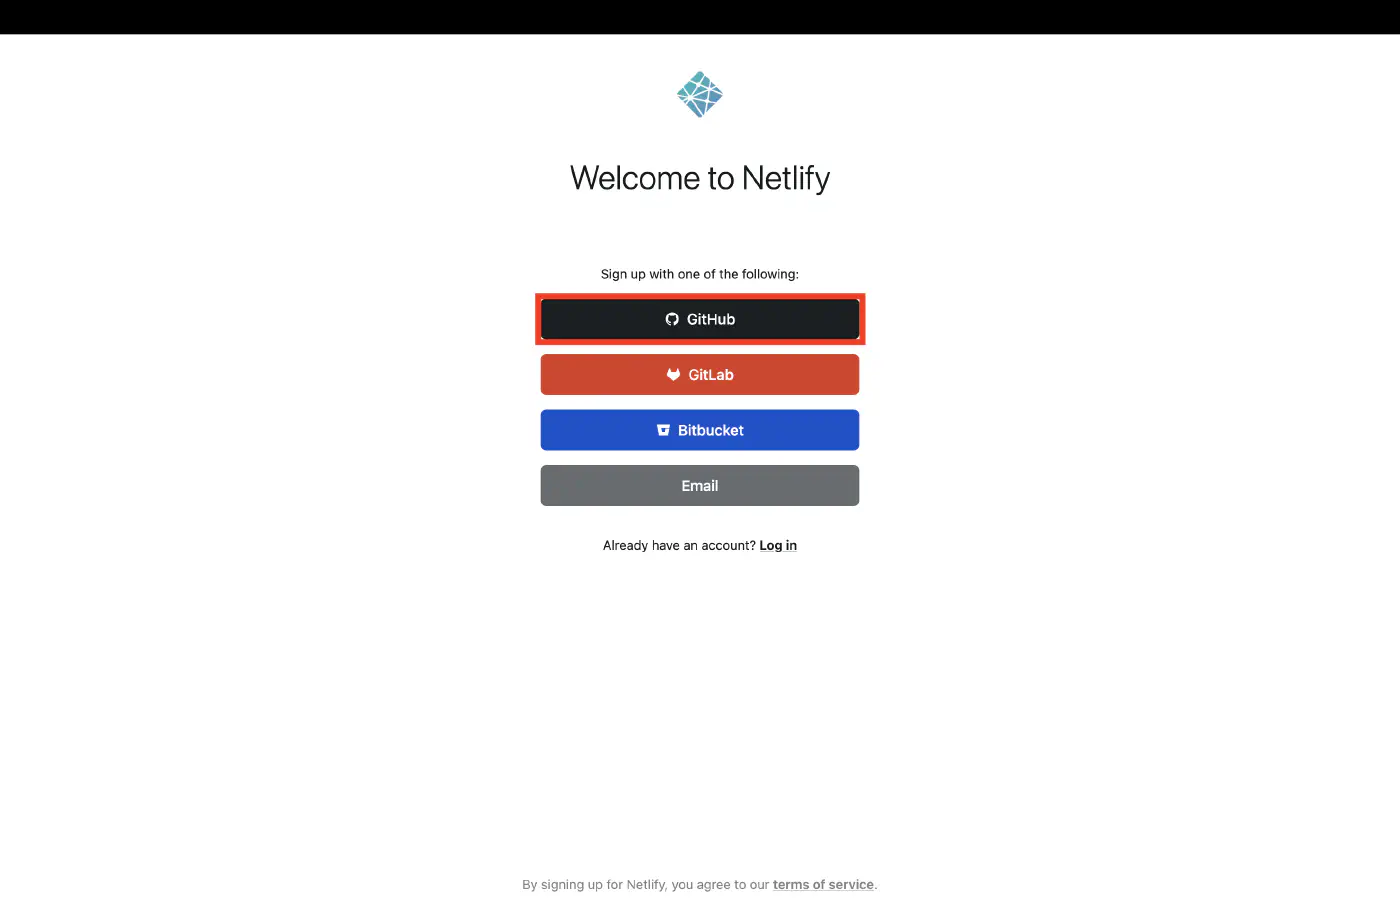 Welcome to Netlify
Sign up with one of the following:
GitHub
GitLab
Bitbucket
Email
Already have an account? Log in
By signing up for Netlify, you agree to our terms of service.